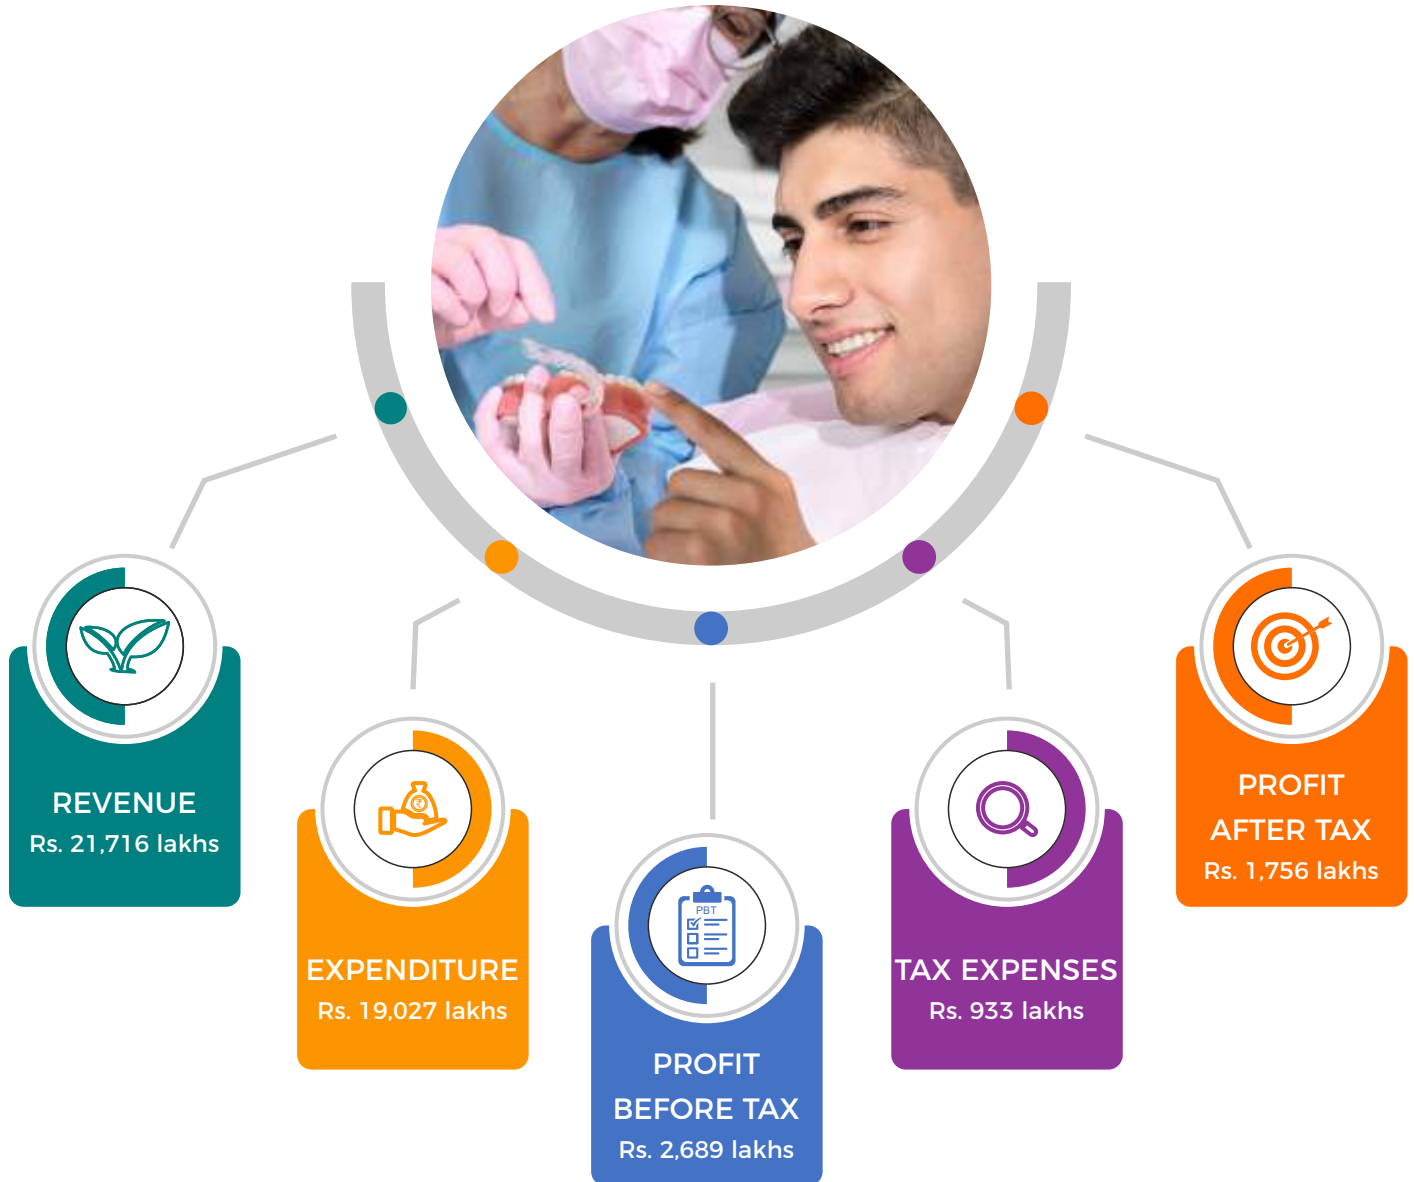 REVENUE
Rs. 21,716 lakhs
EXPENDITURE
Rs. 19,027 lakhs
PBT
PROFIT
BEFORE TAX
Rs. 2,689 lakhs
TAX EXPENSES
Rs. 933 lakhs
PROFIT
AFTER TAX
Rs. 1,756 lakhs